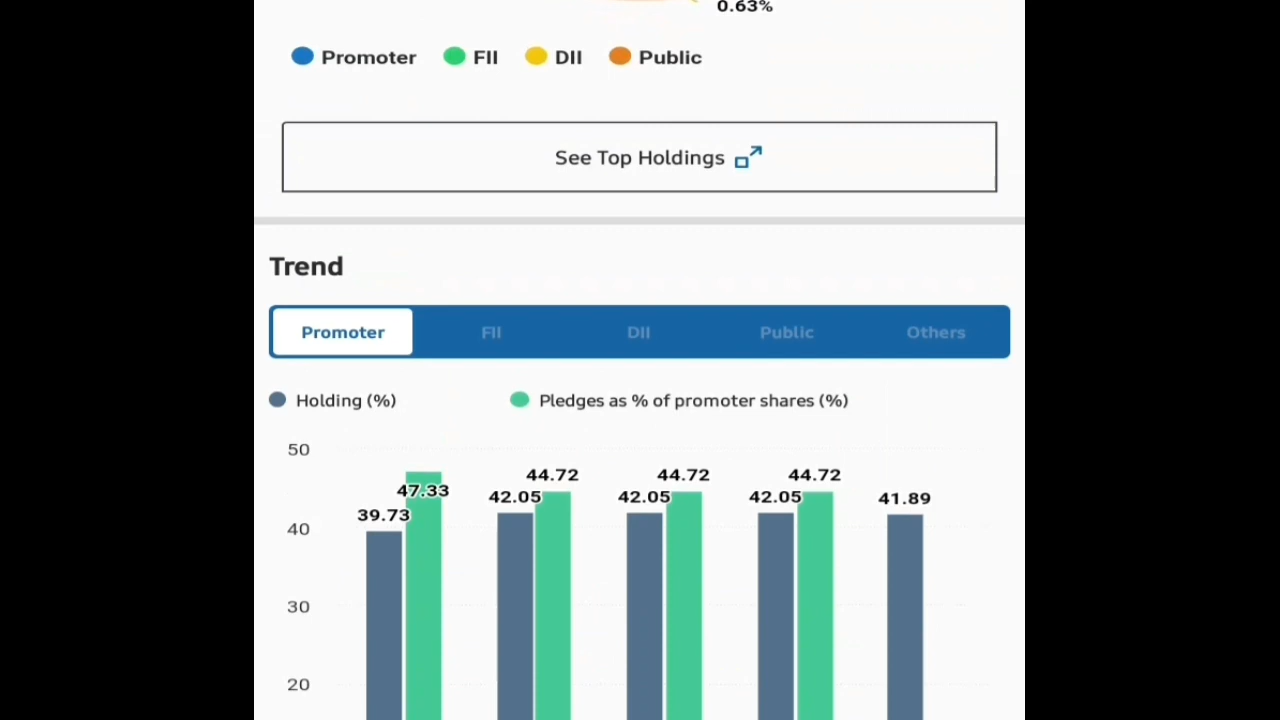 0.63%
Promoter FII DII Public
See Top Holdings
Trend
Promoter FII DII Public Others
Holding (%) Pledges as % of promoter shares (%)
50
44.72 44.72 44.72
47.33 42.05 42.05 42.05 41.89
39.73
40
30
20